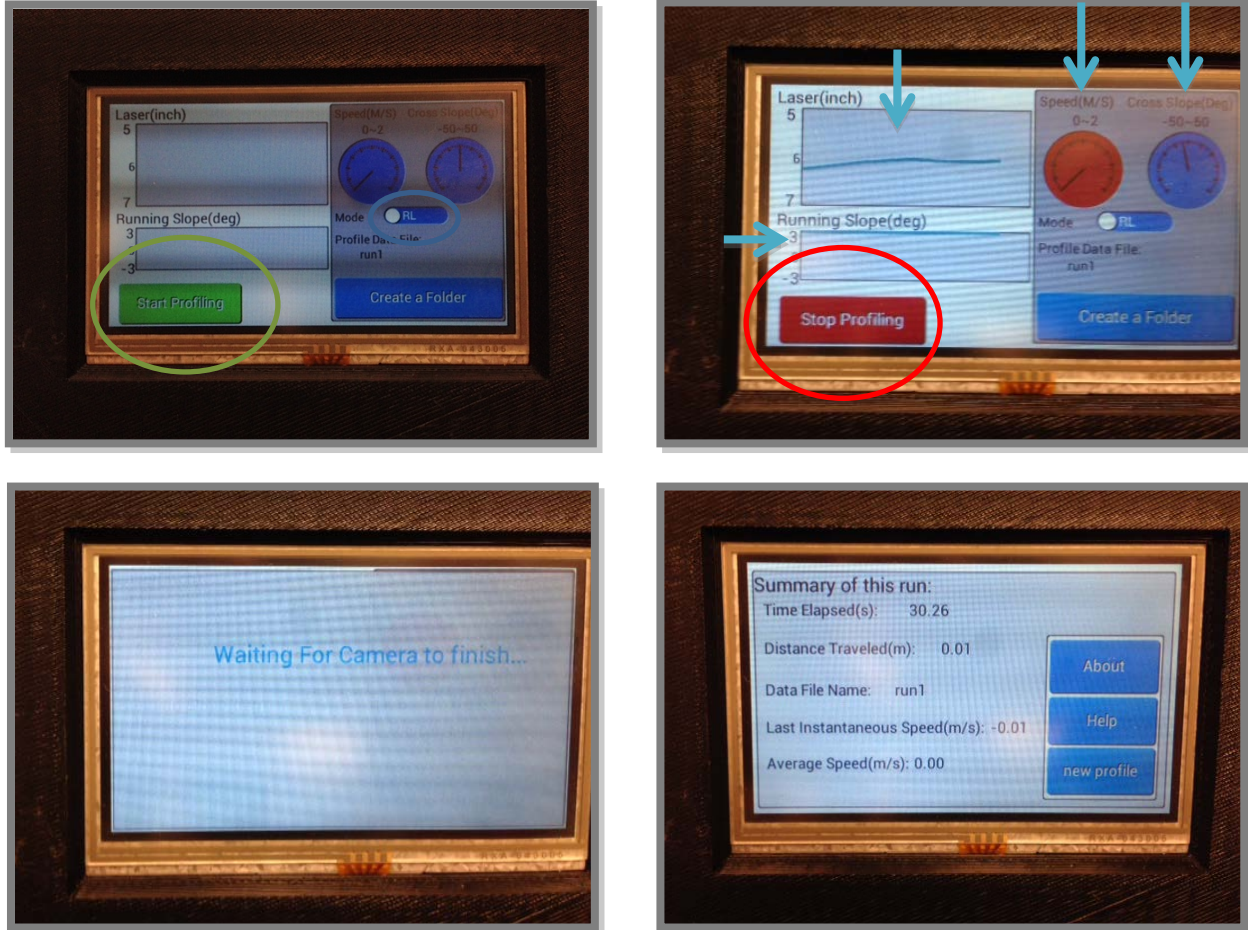 Laser(inch)
5
6
7
Speed(M/S) Cross Slope(Deg)
0~2 -50~50
Running Slope(deg)
3
-3
Mode RL
Profile Data File:
run1
Start Profiling
Create a Folder
RXA-043006
Laser(inch)
5
6
7
Speed(M/S) Cross Slope(Deg)
0~2 -50~50
Running Slope(deg)
3
-3
Mode RL
Profile Data File:
run1
Stop Profiling
Create a Folder
Waiting For Camera to finish...
Summary of this run:
Time Elapsed(s): 30.26
Distance Traveled(m): 0.01
Data File Name: run1
Last Instantaneous Speed(m/s): -0.01
Average Speed(m/s): 0.00
About
Help
new profile